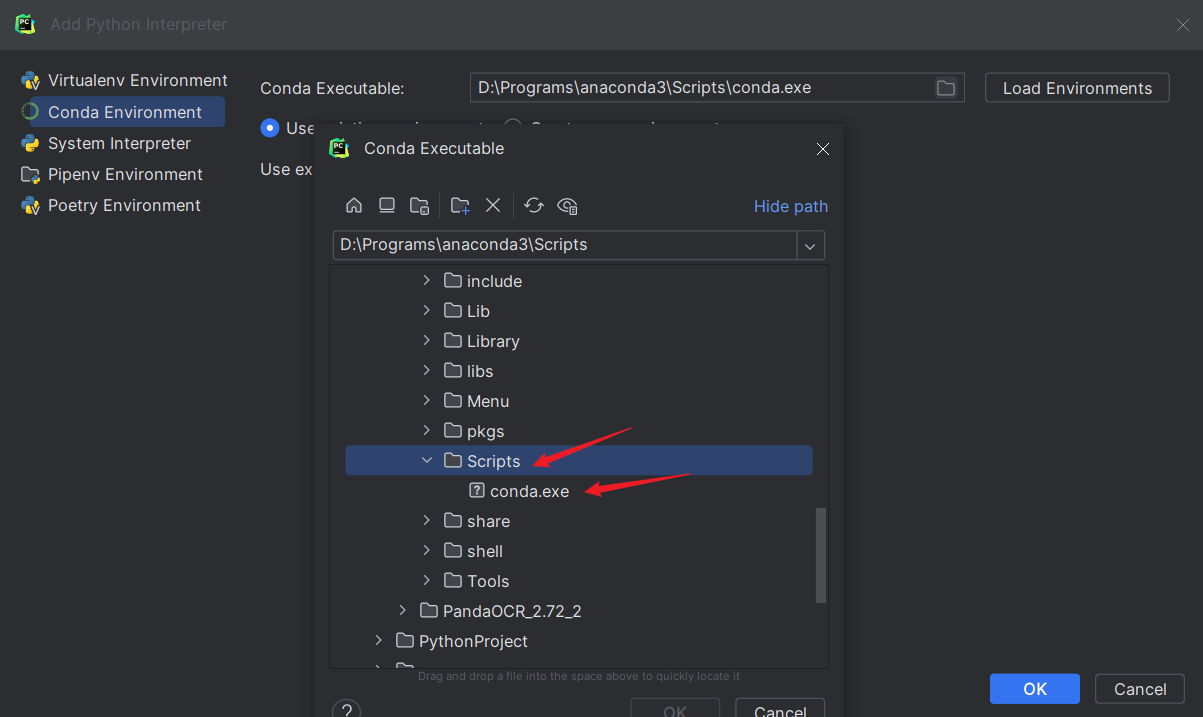 Add Python Interpreter
Virtualenv Environment
Conda Environment
System Interpreter
Pipenv Environment
Poetry Environment
Conda Executable:
D:\Programs\anaconda3\Scripts\conda.exe
Load Environments
Use
Use ex
Conda Executable
Hide path
D:\Programs\anaconda3\Scripts
include
Lib
Library
libs
Menu
pkgs
Scripts
conda.exe
share
shell
Tools
PandaOCR_2.72_2
PythonProject
Drag and drop a file into the space above to quickly locate it
?
OK
Cancel
OK
Cancel